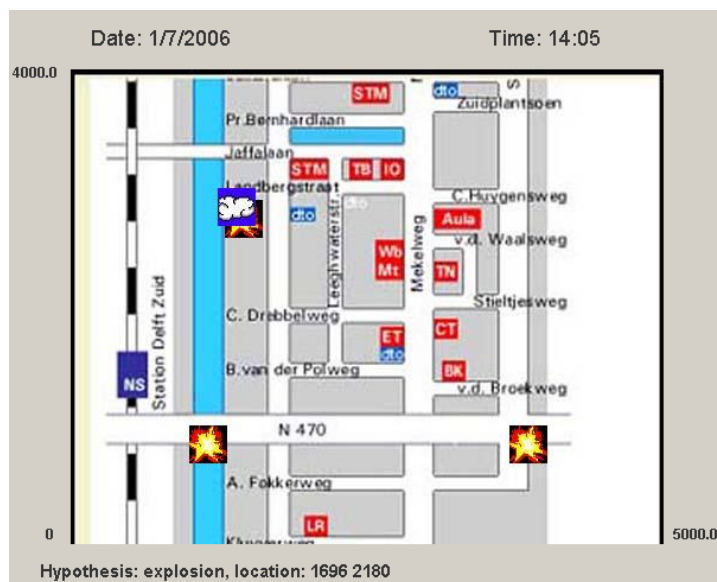 Date: 1/7/2006
Time: 14:05
4000.0
STM
dto
Zuidplantsoen
Pr.Bernhardlaan
Jaffalaan
STM
TB
IO
Landbergstraat
C.Huygensweg
dto
dto
Aula
v.d. Waalsweg
Leeghwaterstr.
Mekelweg
Wb
Mt
TN
Station Delft Zuid
Stieltjesweg
C. Drebbelweg
CT
ET
dto
B.van der Polweg
BK
NS
v.d. Broekweg
N 470
A. Fokkerweg
LR
Kluyverweg
0
5000.0
Hypothesis: explosion, location: 1696 2180